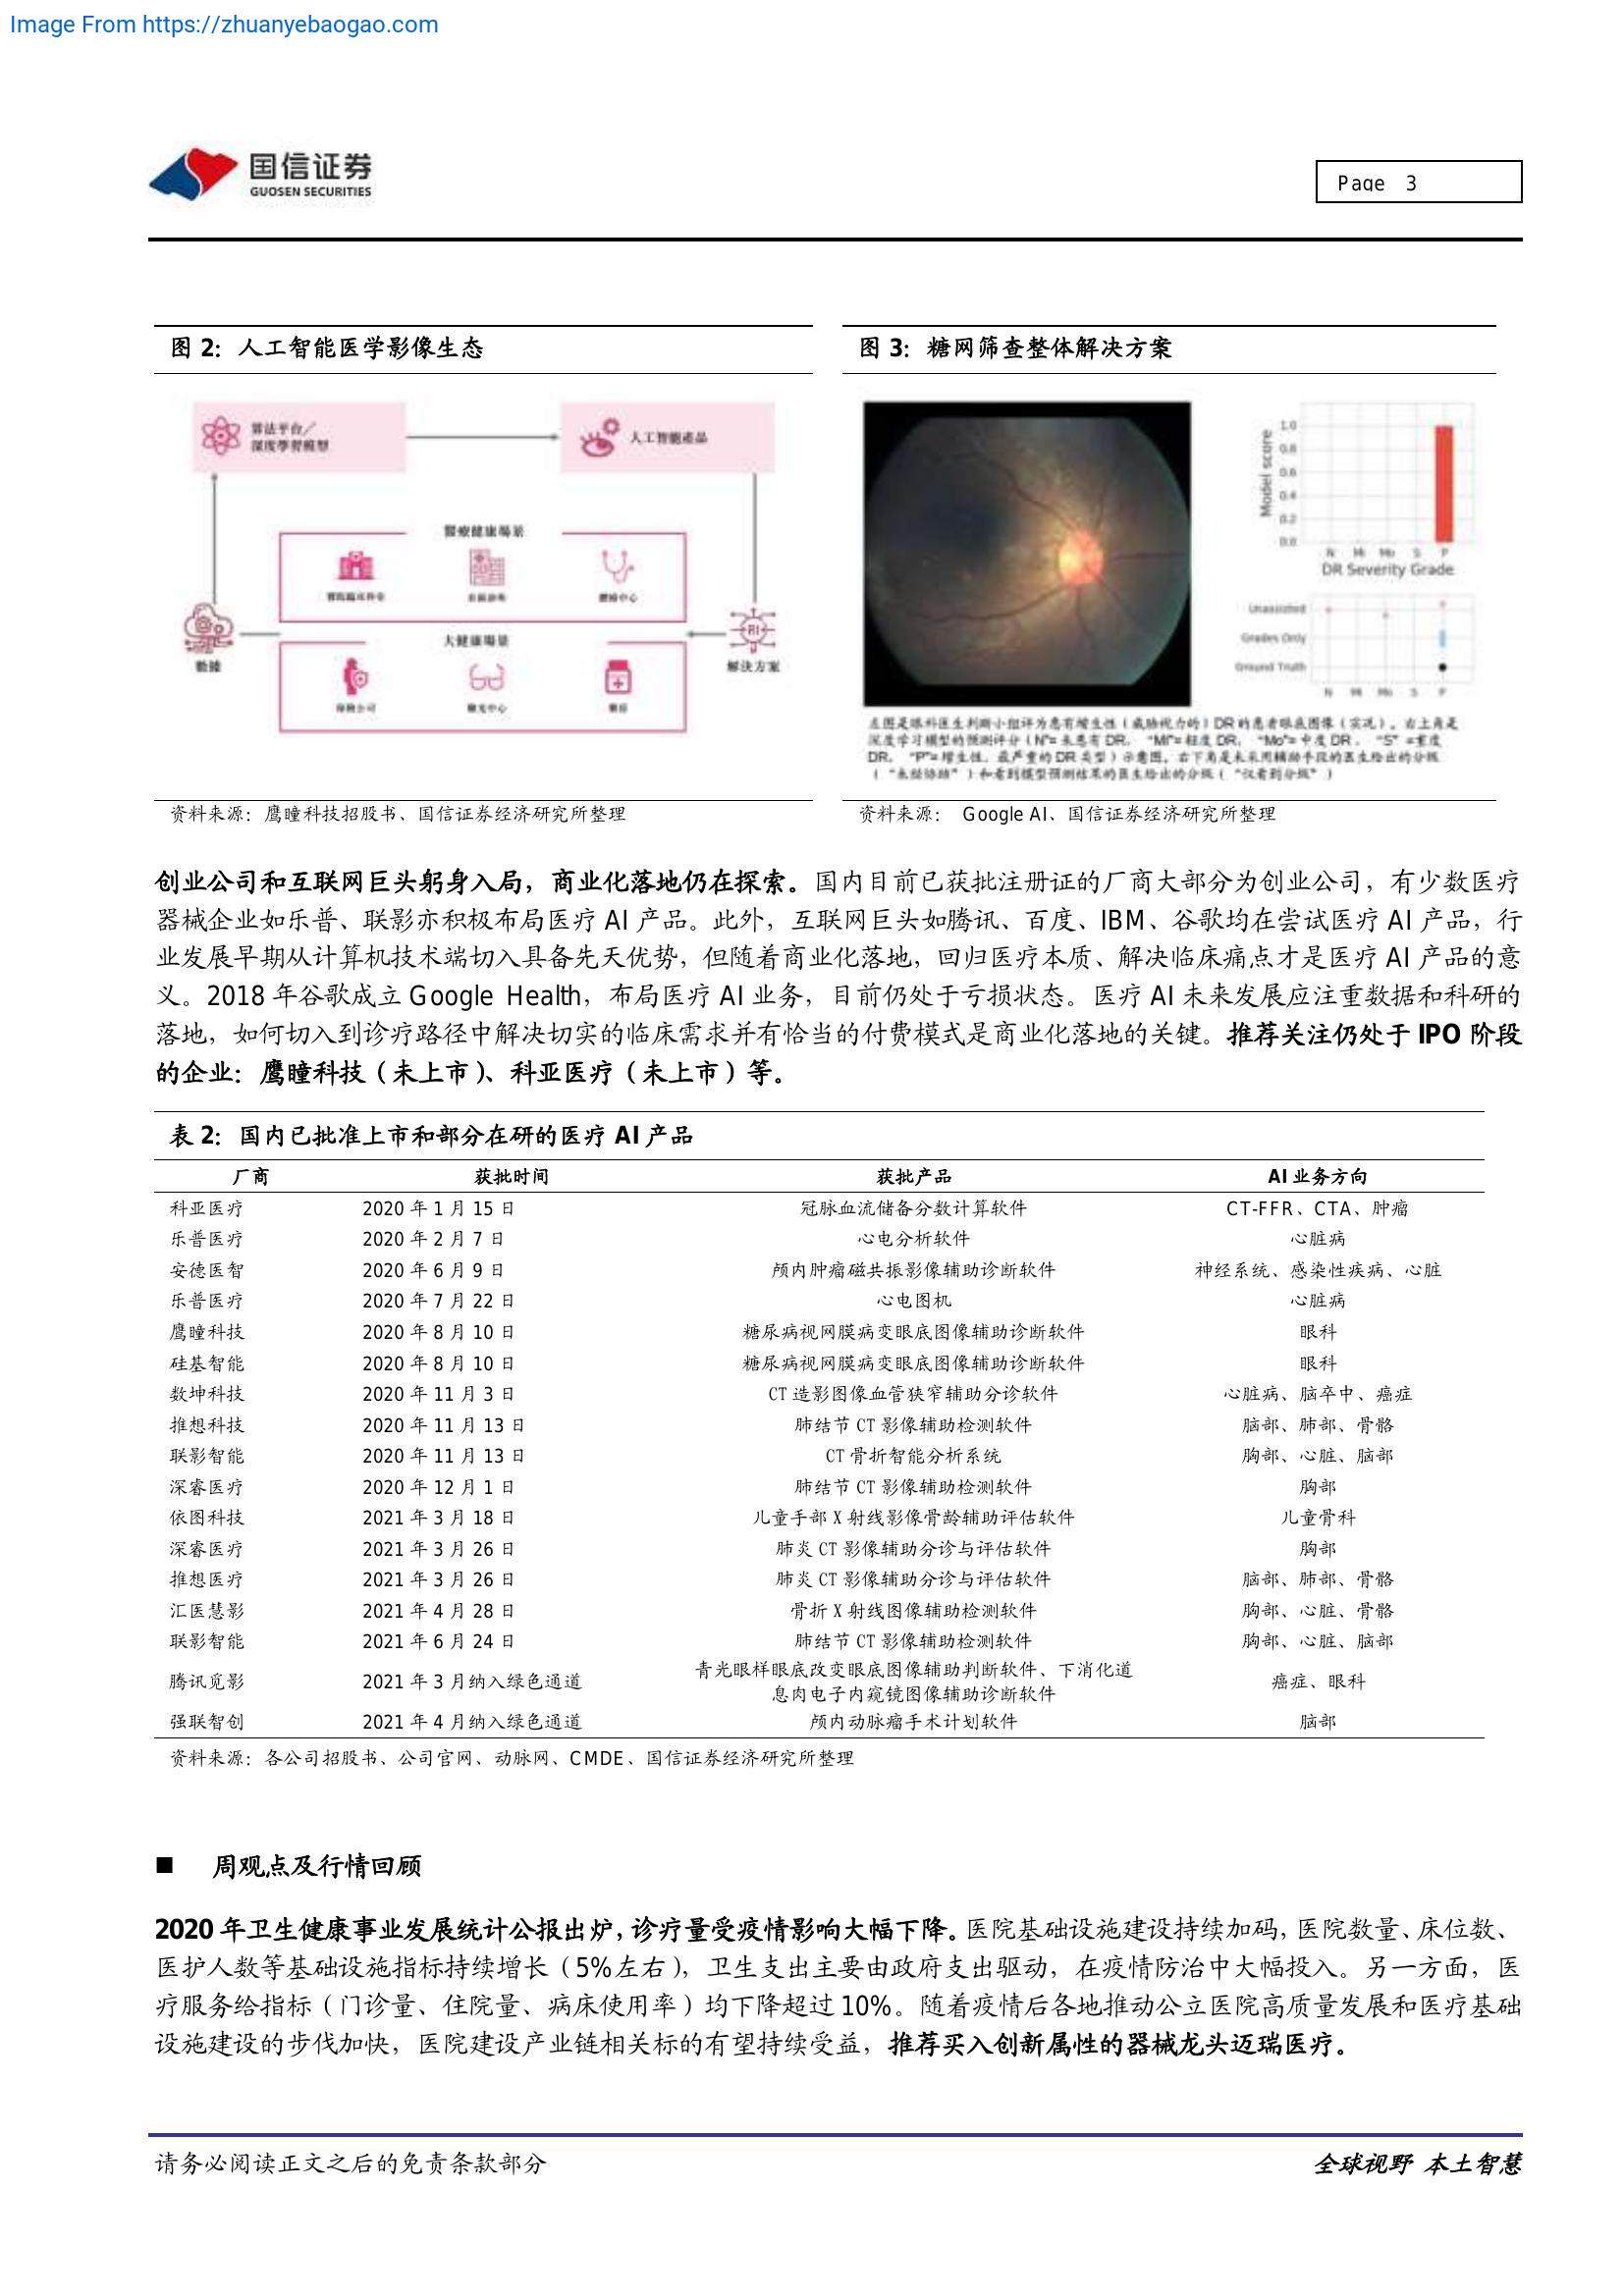 Image From https://zhuanyebaogao.com
国信证券
GUOSEN SECURITIES
Page 3
图 2：人工智能医学影像生态
算法平台/
深度學習模型
人工智能產品
醫療健康場景
醫院臨床科室
體檢中心
大健康場景
保險公司
數據
解決方案
资料来源：鹰瞳科技招股书、国信证券经济研究所整理
图 3：糖网筛查整体解决方案
Model score
1.0
0.8
0.6
0.4
0.2
0.0
N Mi Mo S P
DR Severity Grade
Unassisted
Grades Only
Ground Truth
N Mi Mo S P
左图是眼科医生判断小组评为患有增生性（威胁视力的）DR 的患者眼底图像（实况）。右上角是
深度学习模型的预测评分（“N”= 未患有 DR， “Mi”= 轻度 DR， “Mo”= 中度 DR ， “S” =重度
DR， “P”= 增生性，最严重的 DR 类型）示意图。右下角是未采用辅助手段的医生给出的分级
（ “未经协助” ）和看到模型预测结果的医生给出的分级（ “仅看到分级” ）
资料来源： Google AI、国信证券经济研究所整理
创业公司和互联网巨头躬身入局，商业化落地仍在探索。国内目前已获批注册证的厂商大部分为创业公司，有少数医疗
器械企业如乐普、联影亦积极布局医疗 AI 产品。此外，互联网巨头如腾讯、百度、IBM、谷歌均在尝试医疗 AI 产品，行
业发展早期从计算机技术端切入具备先天优势，但随着商业化落地，回归医疗本质、解决临床痛点才是医疗 AI 产品的意
义。2018 年谷歌成立 Google Health，布局医疗 AI 业务，目前仍处于亏损状态。医疗 AI 未来发展应注重数据和科研的
落地，如何切入到诊疗路径中解决切实的临床需求并有恰当的付费模式是商业化落地的关键。推荐关注仍处于 IPO 阶段
的企业：鹰瞳科技（未上市）、科亚医疗（未上市）等。
表 2：国内已批准上市和部分在研的医疗 AI 产品
厂商 获批时间 获批产品 AI 业务方向
科亚医疗 2020 年 1 月 15 日 冠脉血流储备分数计算软件 CT-FFR、CTA、肿瘤
乐普医疗 2020 年 2 月 7 日 心电分析软件 心脏病
安德医智 2020 年 6 月 9 日 颅内肿瘤磁共振影像辅助诊断软件 神经系统、感染性疾病、心脏
乐普医疗 2020 年 7 月 22 日 心电图机 心脏病
鹰瞳科技 2020 年 8 月 10 日 糖尿病视网膜病变眼底图像辅助诊断软件 眼科
硅基智能 2020 年 8 月 10 日 糖尿病视网膜病变眼底图像辅助诊断软件 眼科
数坤科技 2020 年 11 月 3 日 CT 造影图像血管狭窄辅助分诊软件 心脏病、脑卒中、癌症
推想科技 2020 年 11 月 13 日 肺结节 CT 影像辅助检测软件 脑部、肺部、骨骼
联影智能 2020 年 11 月 13 日 CT 骨折智能分析系统 胸部、心脏、脑部
深睿医疗 2020 年 12 月 1 日 肺结节 CT 影像辅助检测软件 胸部
依图科技 2021 年 3 月 18 日 儿童手部 X 射线影像骨龄辅助评估软件 儿童骨科
深睿医疗 2021 年 3 月 26 日 肺炎 CT 影像辅助分诊与评估软件 胸部
推想医疗 2021 年 3 月 26 日 肺炎 CT 影像辅助分诊与评估软件 脑部、肺部、骨骼
汇医慧影 2021 年 4 月 28 日 骨折 X 射线图像辅助检测软件 胸部、心脏、骨骼
联影智能 2021 年 6 月 24 日 肺结节 CT 影像辅助检测软件 胸部、心脏、脑部
腾讯觅影 2021 年 3 月纳入绿色通道 青光眼样眼底改变眼底图像辅助判断软件、下消化道
息肉电子内窥镜图像辅助诊断软件 癌症、眼科
强联智创 2021 年 4 月纳入绿色通道 颅内动脉瘤手术计划软件 脑部
资料来源：各公司招股书、公司官网、动脉网、CMDE、国信证券经济研究所整理
■ 周观点及行情回顾
2020 年卫生健康事业发展统计公报出炉，诊疗量受疫情影响大幅下降。医院基础设施建设持续加码，医院数量、床位数、
医护人数等基础设施指标持续增长（5%左右），卫生支出主要由政府支出驱动，在疫情防治中大幅投入。另一方面，医
疗服务给指标（门诊量、住院量、病床使用率）均下降超过 10%。随着疫情后各地推动公立医院高质量发展和医疗基础
设施建设的步伐加快，医院建设产业链相关标的有望持续受益，推荐买入创新属性的器械龙头迈瑞医疗。
请务必阅读正文之后的免责条款部分
全球视野 本土智慧